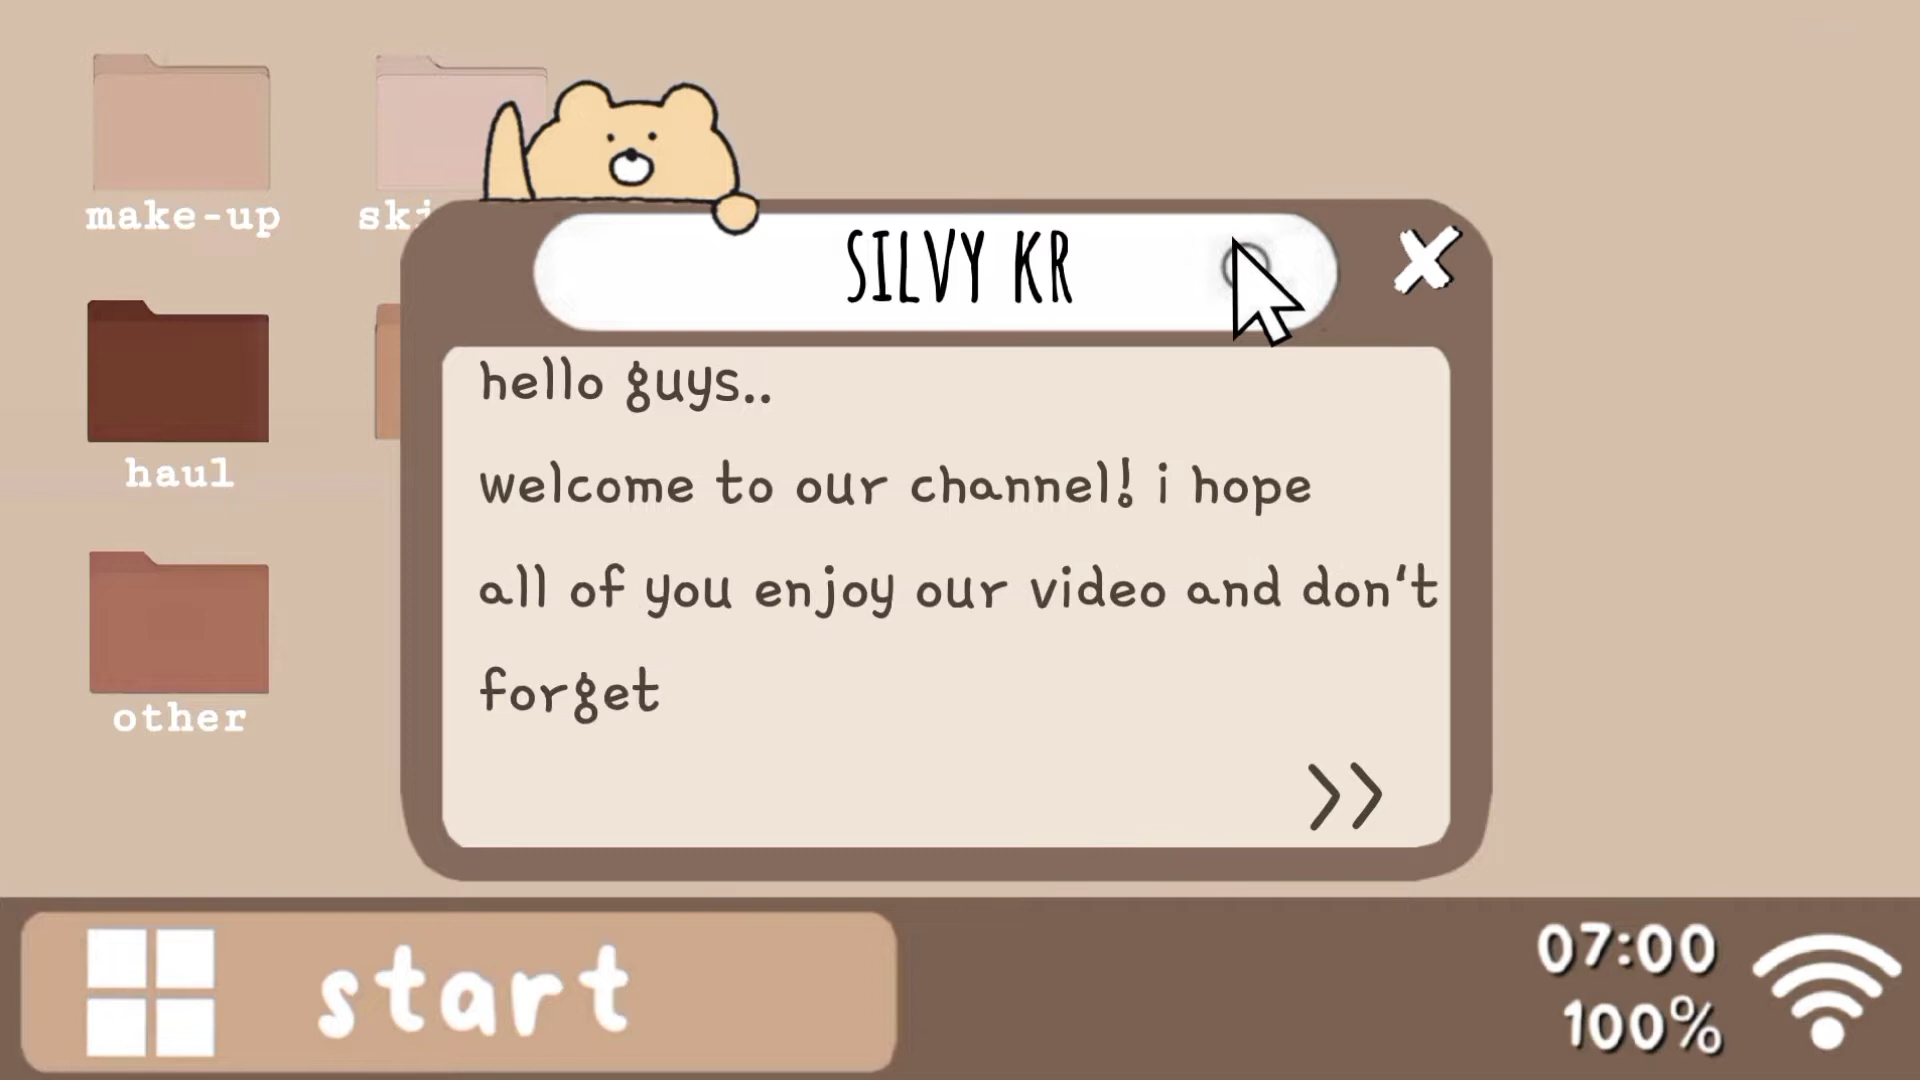 make-up
haul
other
SILVY KR
hello guys..
welcome to our channel! i hope
all of you enjoy our video and don't
forget
>>
start
07:00
100%